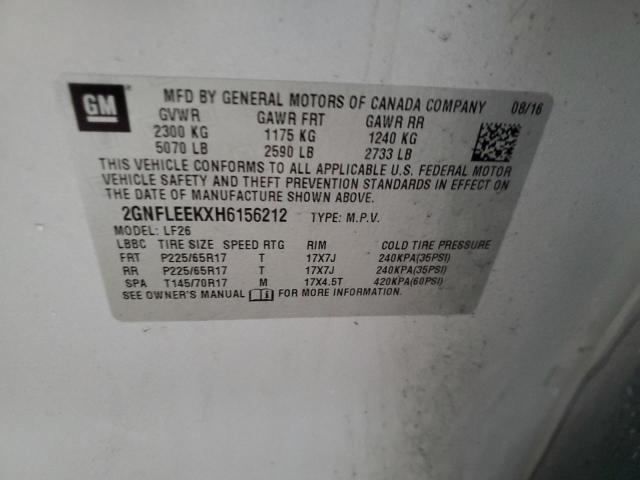 GM
MFD BY GENERAL MOTORS OF CANADA COMPANY 08/16
GVWR GAWR FRT GAWR RR
2300 KG 1175 KG 1240 KG
5070 LB 2590 LB 2733 LB
THIS VEHICLE CONFORMS TO ALL APPLICABLE U.S. FEDERAL MOTOR
VEHICLE SAFETY AND THEFT PREVENTION STANDARDS IN EFFECT ON
THE DATE OF MANUFACTURE SHOWN ABOVE.
2GNFLEEKXH6156212 TYPE: M.P.V.
MODEL: LF26
LBBC TIRE SIZE SPEED RTG RIM COLD TIRE PRESSURE
FRT P225/65R17 T 17X7J 240KPA(35PSI)
RR P225/65R17 T 17X7J 240KPA(35PSI)
SPA T145/70R17 M 17X4.5T 420KPA(60PSI)
SEE OWNER'S MANUAL FOR MORE INFORMATION.